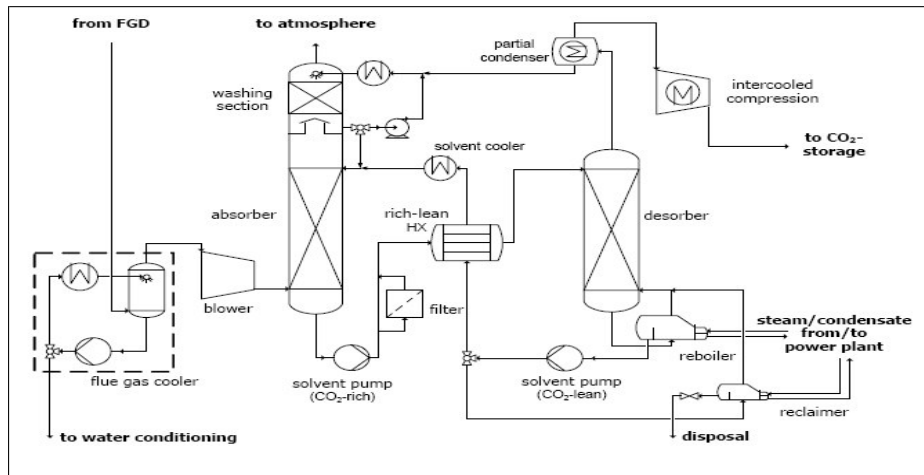 from FGD
to atmosphere
partial
condenser
washing
section
intercooled
compression
to CO₂-
storage
solvent cooler
absorber
rich-lean
HX
desorber
blower
filter
steam/condensate
from/to
power plant
reboiler
flue gas cooler
solvent pump
(CO₂-rich)
solvent pump
(CO₂-lean)
reclaimer
to water conditioning
disposal